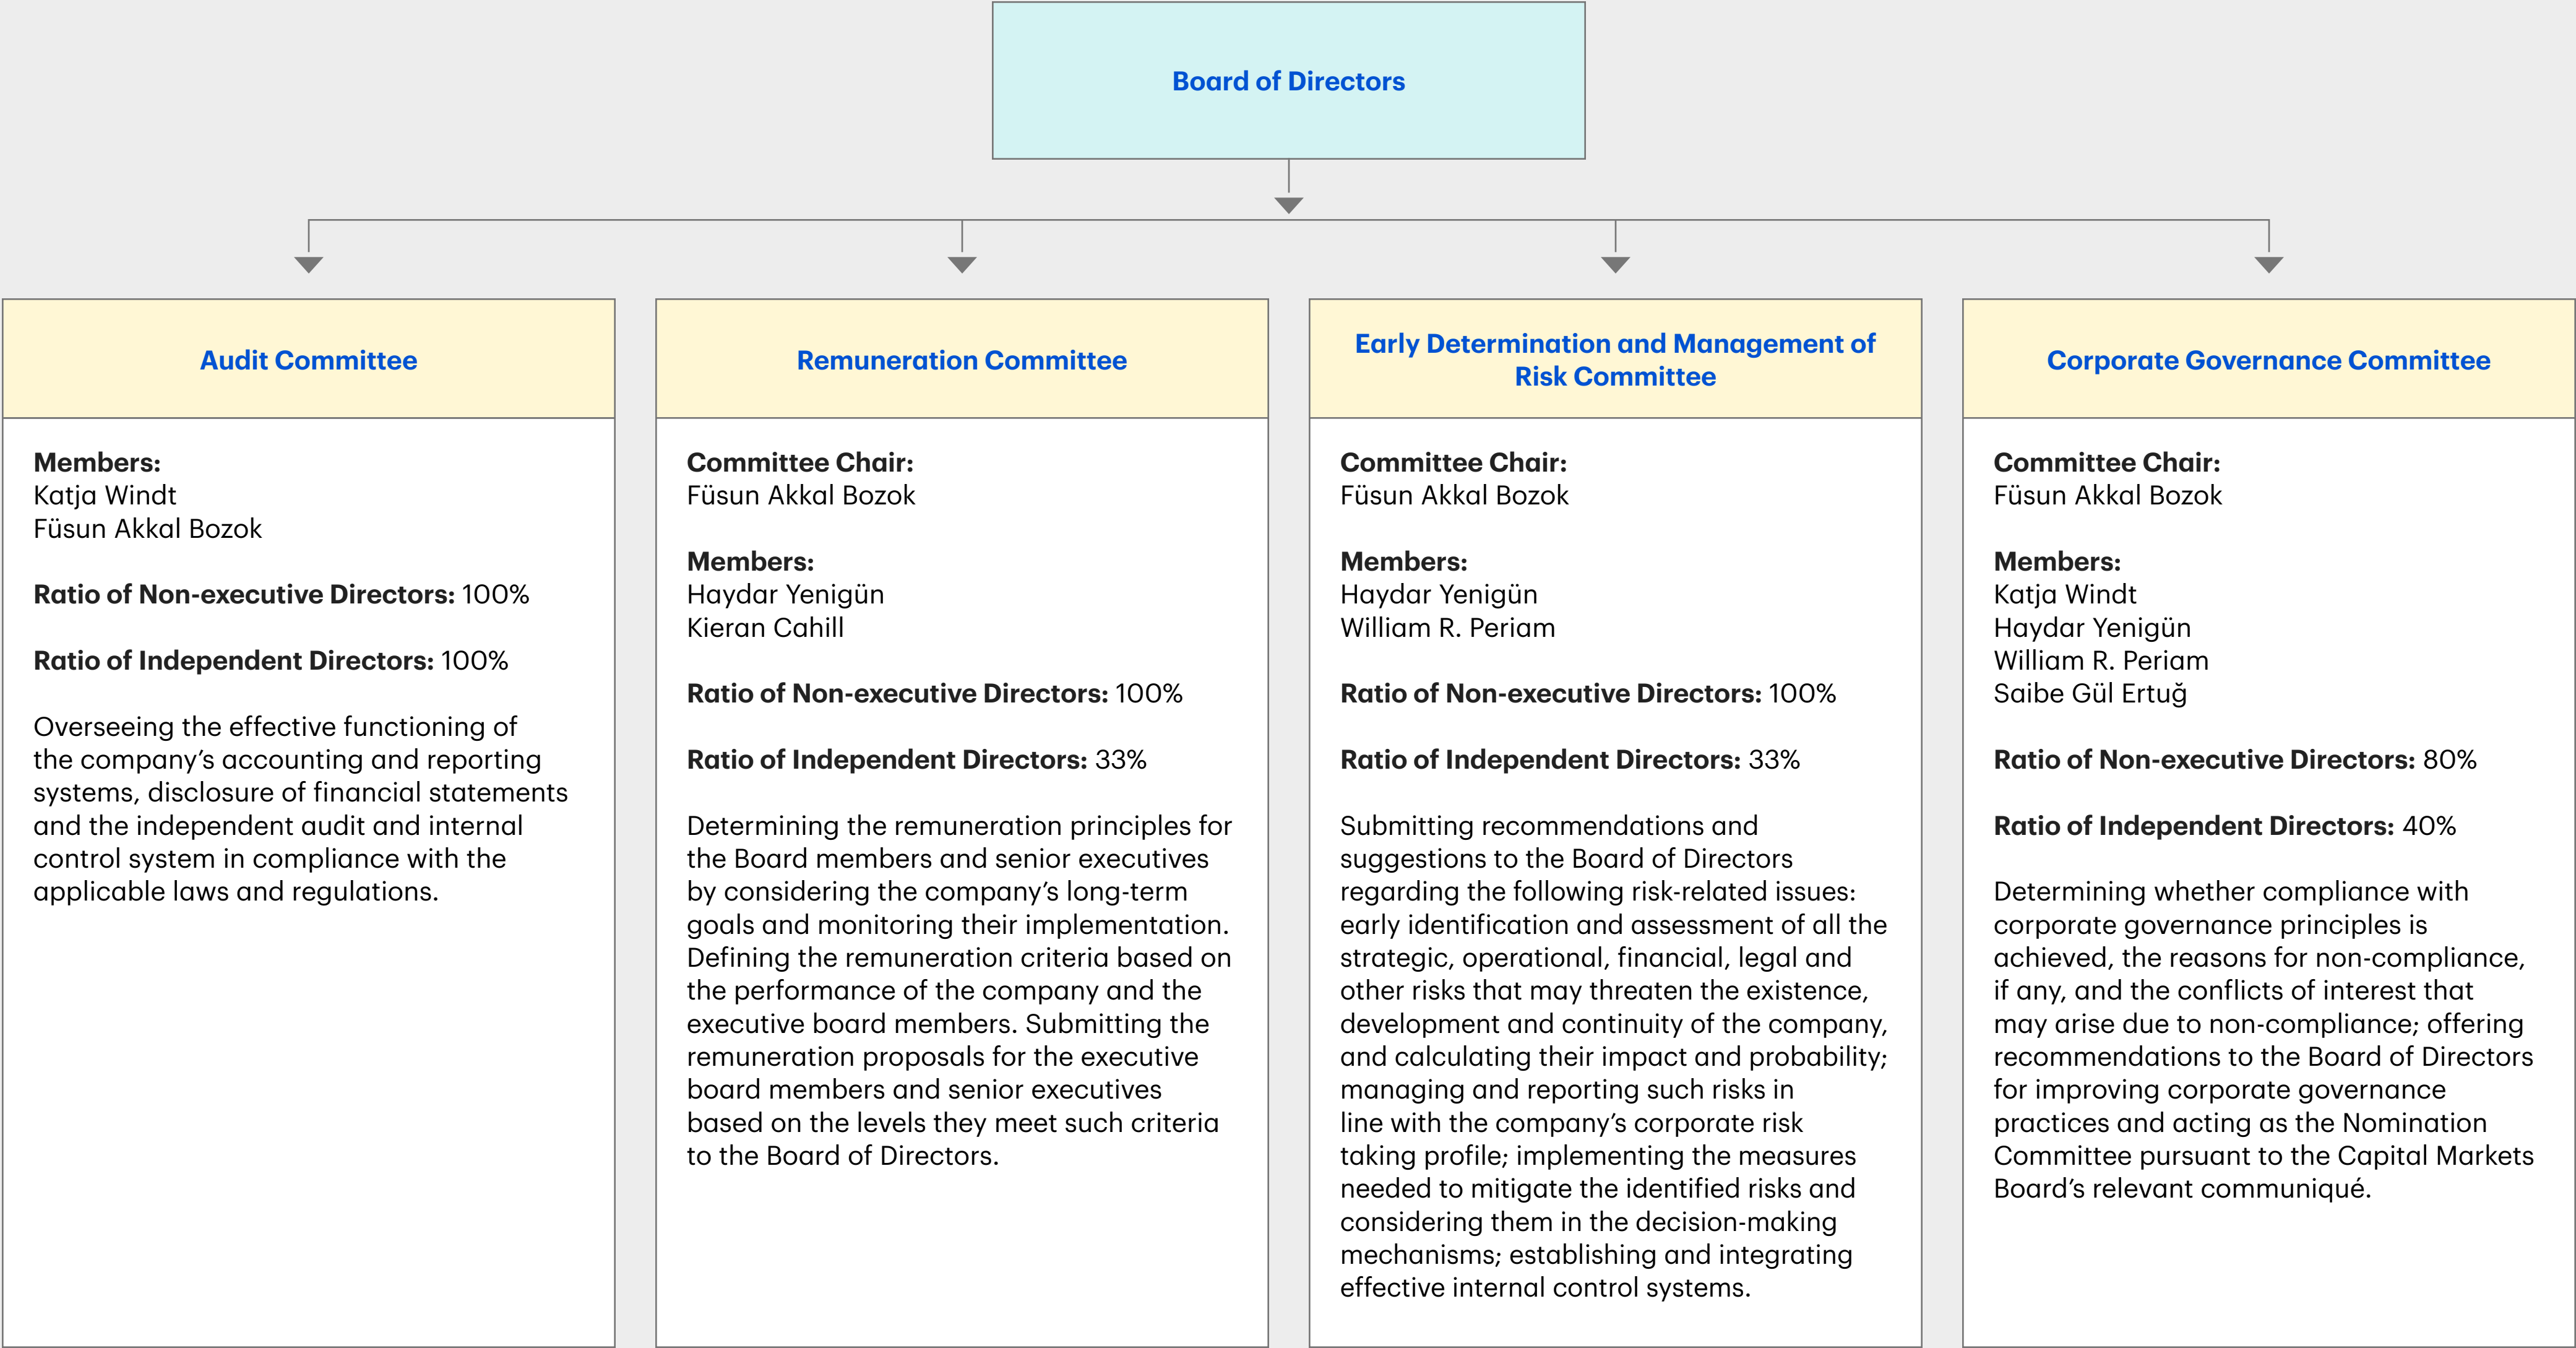 Board of Directors
Audit Committee
Members:
Katja Windt
Füsun Akkal Bozok
Ratio of Non-executive Directors: 100%
Ratio of Independent Directors: 100%
Overseeing the effective functioning of
the company’s accounting and reporting
systems, disclosure of financial statements
and the independent audit and internal
control system in compliance with the
applicable laws and regulations.
Remuneration Committee
Committee Chair:
Füsun Akkal Bozok
Members:
Haydar Yenigün
Kieran Cahill
Ratio of Non-executive Directors: 100%
Ratio of Independent Directors: 33%
Determining the remuneration principles for
the Board members and senior executives
by considering the company’s long-term
goals and monitoring their implementation.
Defining the remuneration criteria based on
the performance of the company and the
executive board members. Submitting the
remuneration proposals for the executive
board members and senior executives
based on the levels they meet such criteria
to the Board of Directors.
Early Determination and Management of
Risk Committee
Committee Chair:
Füsun Akkal Bozok
Members:
Haydar Yenigün
William R. Periam
Ratio of Non-executive Directors: 100%
Ratio of Independent Directors: 33%
Submitting recommendations and
suggestions to the Board of Directors
regarding the following risk-related issues:
early identification and assessment of all the
strategic, operational, financial, legal and
other risks that may threaten the existence,
development and continuity of the company,
and calculating their impact and probability;
managing and reporting such risks in
line with the company’s corporate risk
taking profile; implementing the measures
needed to mitigate the identified risks and
considering them in the decision-making
mechanisms; establishing and integrating
effective internal control systems.
Corporate Governance Committee
Committee Chair:
Füsun Akkal Bozok
Members:
Katja Windt
Haydar Yenigün
William R. Periam
Saibe Gül Ertuğ
Ratio of Non-executive Directors: 80%
Ratio of Independent Directors: 40%
Determining whether compliance with
corporate governance principles is
achieved, the reasons for non-compliance,
if any, and the conflicts of interest that
may arise due to non-compliance; offering
recommendations to the Board of Directors
for improving corporate governance
practices and acting as the Nomination
Committee pursuant to the Capital Markets
Board’s relevant communiqué.